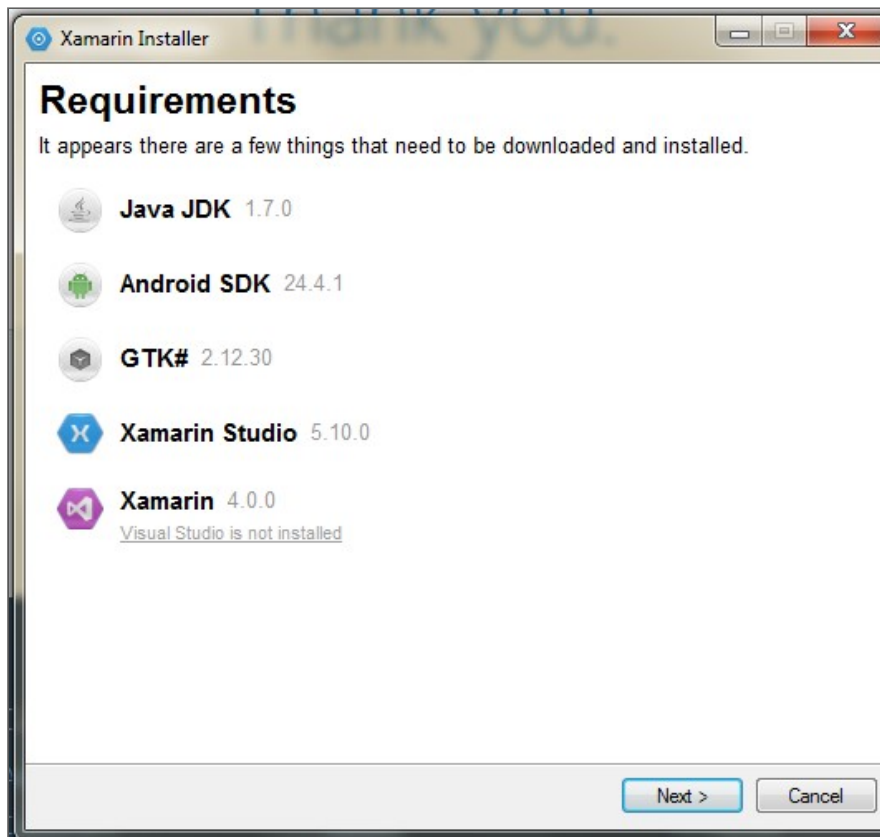 Thank you.
Xamarin Installer
Requirements
It appears there are a few things that need to be downloaded and installed.
Java JDK 1.7.0
Android SDK 24.4.1
GTK# 2.12.30
Xamarin Studio 5.10.0
Xamarin 4.0.0
Visual Studio is not installed
Next >
Cancel